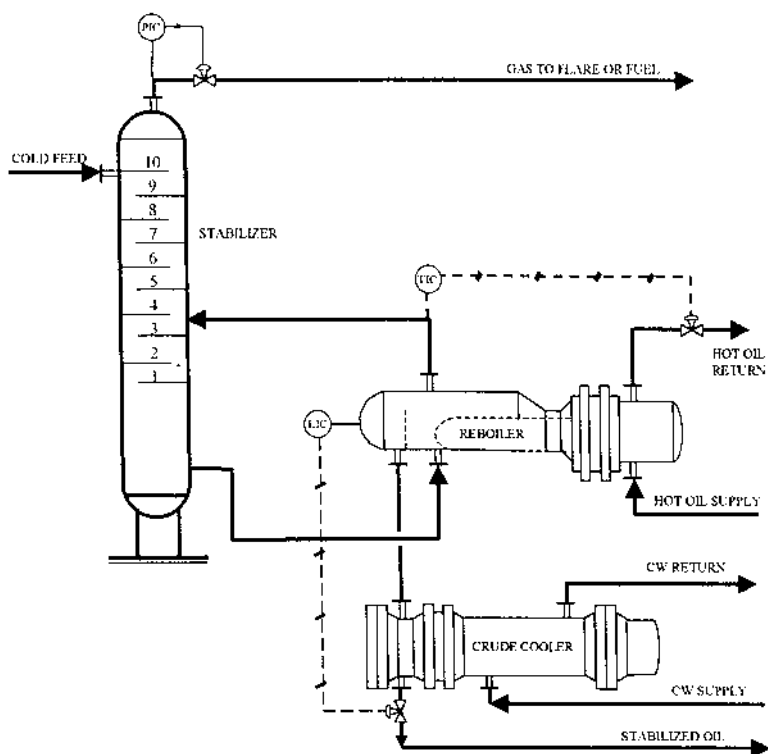 PIC
GAS TO FLARE OR FUEL
COLD FEED
10
9
8
7
STABILIZER
6
5
TIC
4
3
HOT OIL
RETURN
2
1
LIC
REBOILER
HOT OIL SUPPLY
CW RETURN
CRUDE COOLER
CW SUPPLY
STABILIZED OIL